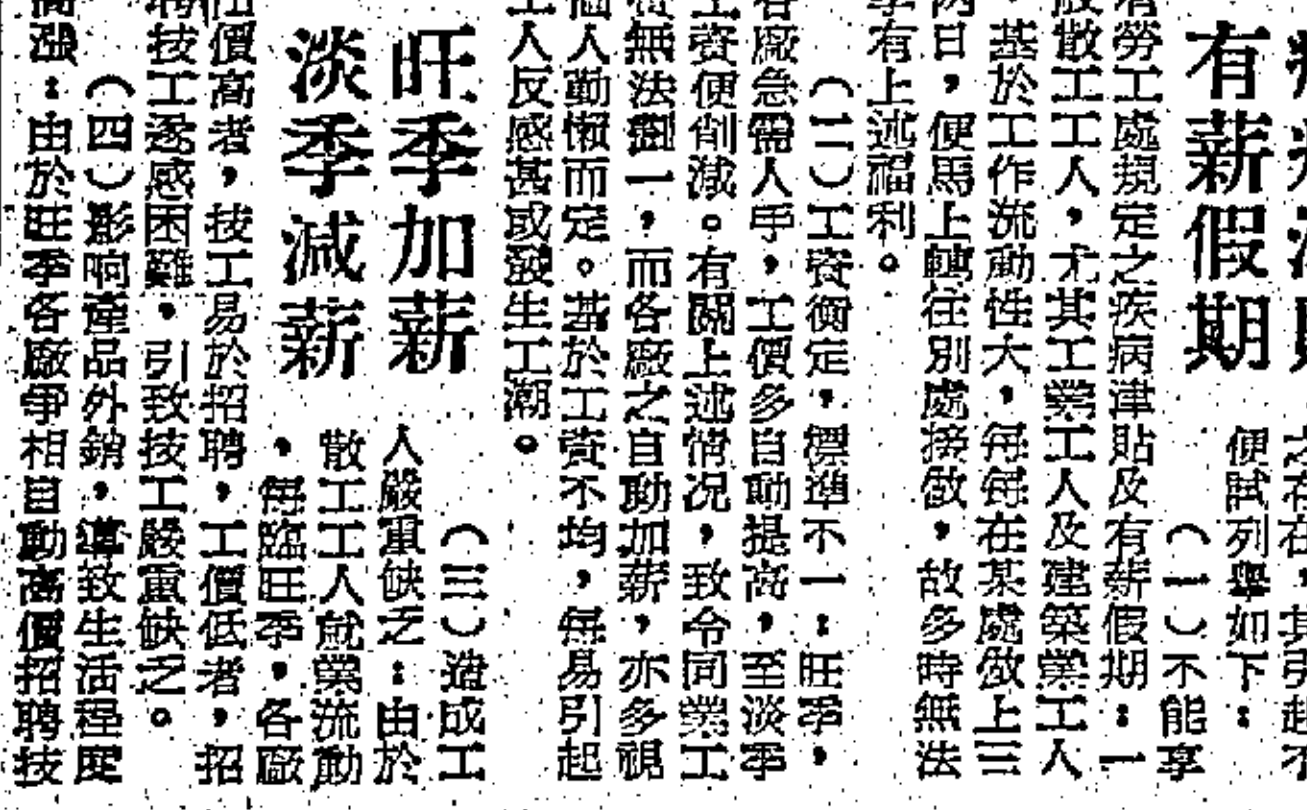 有薪假期
便試列舉如下：
（一）不能享
勞工處規定之疾病津貼及有薪假期：一
般散工工人，尤其工業工人及建築業工人
，基於工作流動性大，每每在某處做上三
兩日，便馬上轉往別處接做，故多時無法
享有上述福利。
（二）工資衡定，標準不一：旺季，
各廠急需人手，工價多自動提高，至淡季
工資便削減。有關上述情况，致令同業工
資無法劃一，而各廠之自動加薪，亦多視
個人勤懶而定。基於工資不均，每易引起
工人反感甚或發生工潮。
旺季加薪
淡季減薪
（三）造成工
人嚴重缺乏：由於
散工工人就業流動
，每臨旺季，各廠
價高者，技工易於招聘，工價低者，招
聘技工遂感困難，引致技工嚴重缺乏。
（四）影响產品外銷，導致生活程度
高漲：由於旺季各廠爭相自動高價招聘技